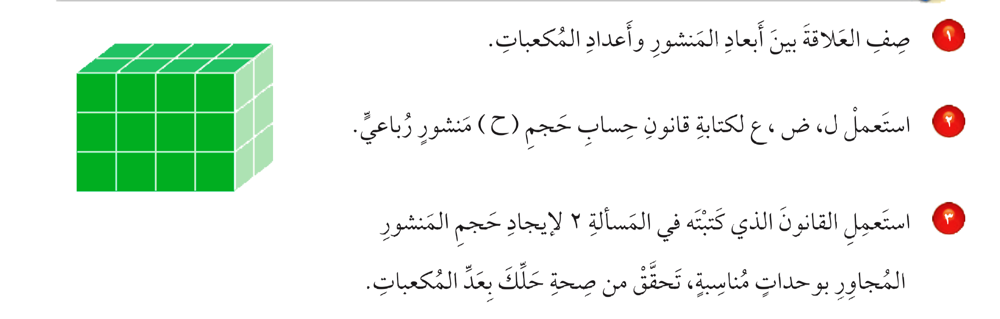 ١ صِفِ العَلاقةَ بينَ أَبعادِ المَنشورِ وأَعدادِ المُكعباتِ.
٢ استَعملْ ل، ض ،ع لكتابةِ قانونِ حِسابِ حَجمِ (ح) مَنشورٍ رُباعيٍّ.
٣ استَعمِلِ القانونَ الذي كَتبْتَه في المَسألةِ ٢ لإيجادِ حَجمِ المَنشورِ
المُجاوِرِ بوحداتٍ مُناسِبةٍ، تَحقَّقْ من صِحةِ حَلِّكَ بِعَدِّ المُكعباتِ.